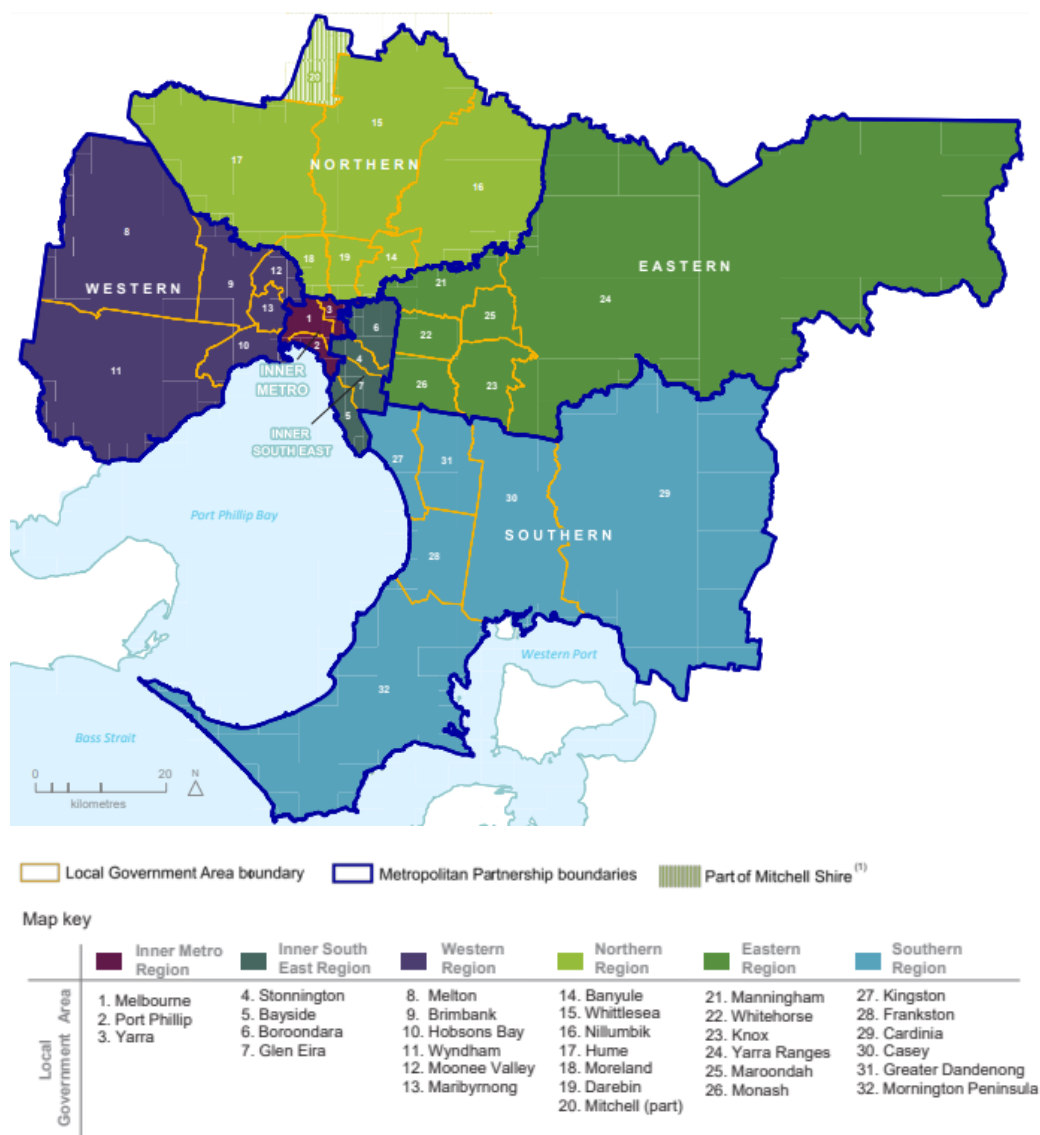 20
15
17
NORTHERN
16
8
18
19
14
12
21
EASTERN
WESTERN
9
24
13
1
3
25
6
22
10
2
4
11
INNER
METRO
7
26
23
5
INNER
SOUTH EAST
27
31
29
30
Port Phillip Bay
SOUTHERN
28
Western Port
32
Bass Strait
0
20
N
kilometres
Local Government Area boundary
Metropolitan Partnership boundaries
Part of Mitchell Shire (1)
Map key
Inner Metro Region
Inner South East Region
Western Region
Northern Region
Eastern Region
Southern Region
Local Government Area
1. Melbourne
2. Port Phillip
3. Yarra
4. Stonnington
5. Bayside
6. Boroondara
7. Glen Eira
8. Melton
9. Brimbank
10. Hobsons Bay
11. Wyndham
12. Moonee Valley
13. Maribyrnong
14. Banyule
15. Whittlesea
16. Nillumbik
17. Hume
18. Moreland
19. Darebin
20. Mitchell (part)
21. Manningham
22. Whitehorse
23. Knox
24. Yarra Ranges
25. Maroondah
26. Monash
27. Kingston
28. Frankston
29. Cardinia
30. Casey
31. Greater Dandenong
32. Mornington Peninsula